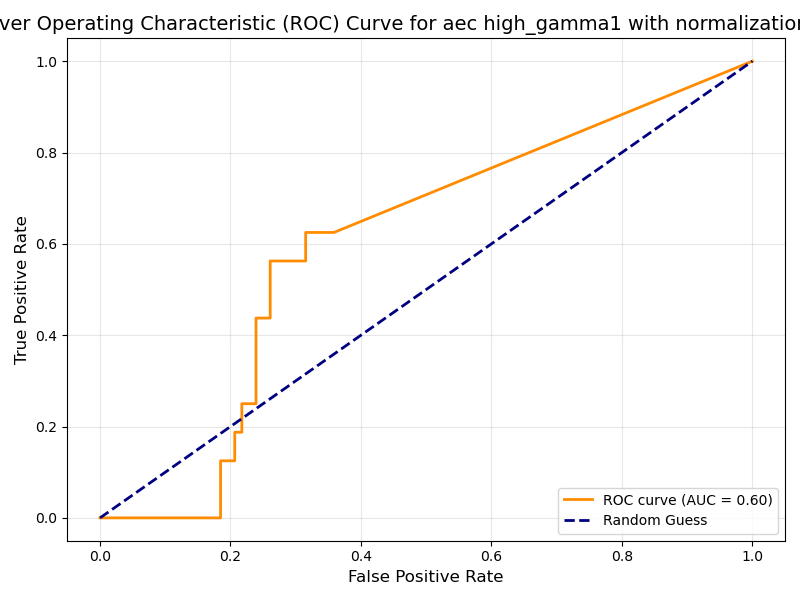 ver Operating Characteristic (ROC) Curve for aec high_gamma1 with normalization
1.0
0.8
0.6
0.4
0.2
0.0
True Positive Rate
0.0 0.2 0.4 0.6 0.8 1.0
False Positive Rate
ROC curve (AUC = 0.60)
Random Guess